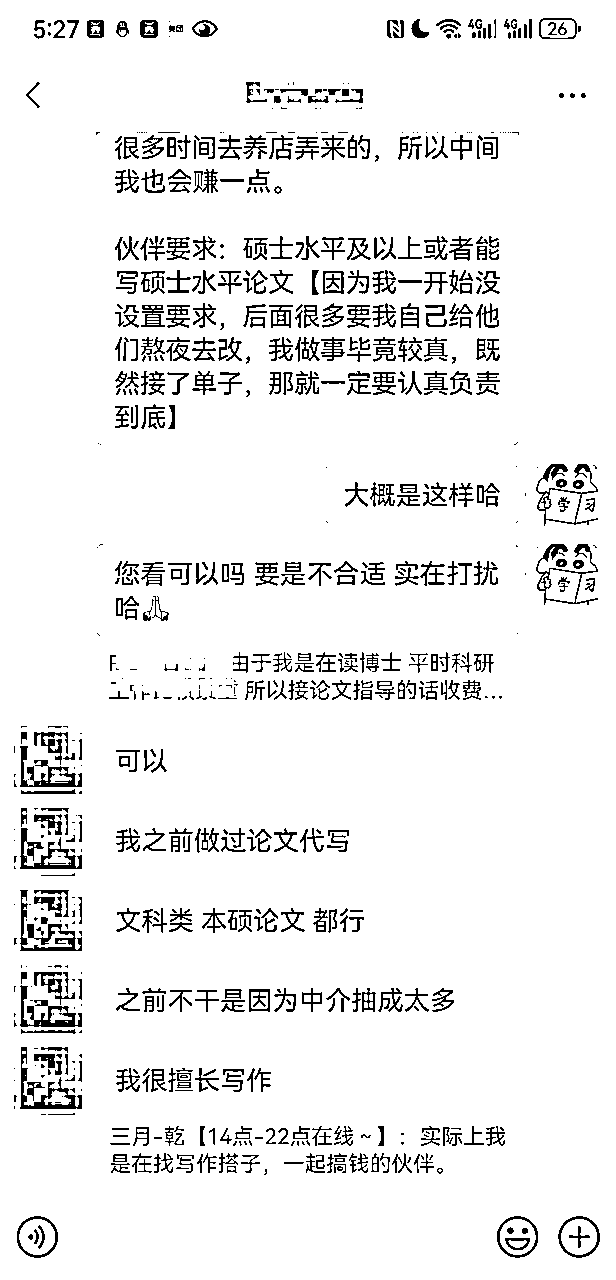 5:27
4G 4G 26
很多时间去养店弄来的，所以中间
我也会赚一点。
伙伴要求：硕士水平及以上或者能
写硕士水平论文【因为我一开始没
设置要求，后面很多要我自己给他
们熬夜去改，我做事毕竟较真，既
然接了单子，那就一定要认真负责
到底】
大概是这样哈
学 习
您看可以吗 要是不合适 实在打扰
哈🙏
学 习
由于我是在读博士 平时科研
所以接论文指导的话收费...
可以
我之前做过论文代写
文科类 本硕论文 都行
之前不干是因为中介抽成太多
我很擅长写作
三月-乾【14点-22点在线~】：实际上我
是在找写作搭子，一起搞钱的伙伴。